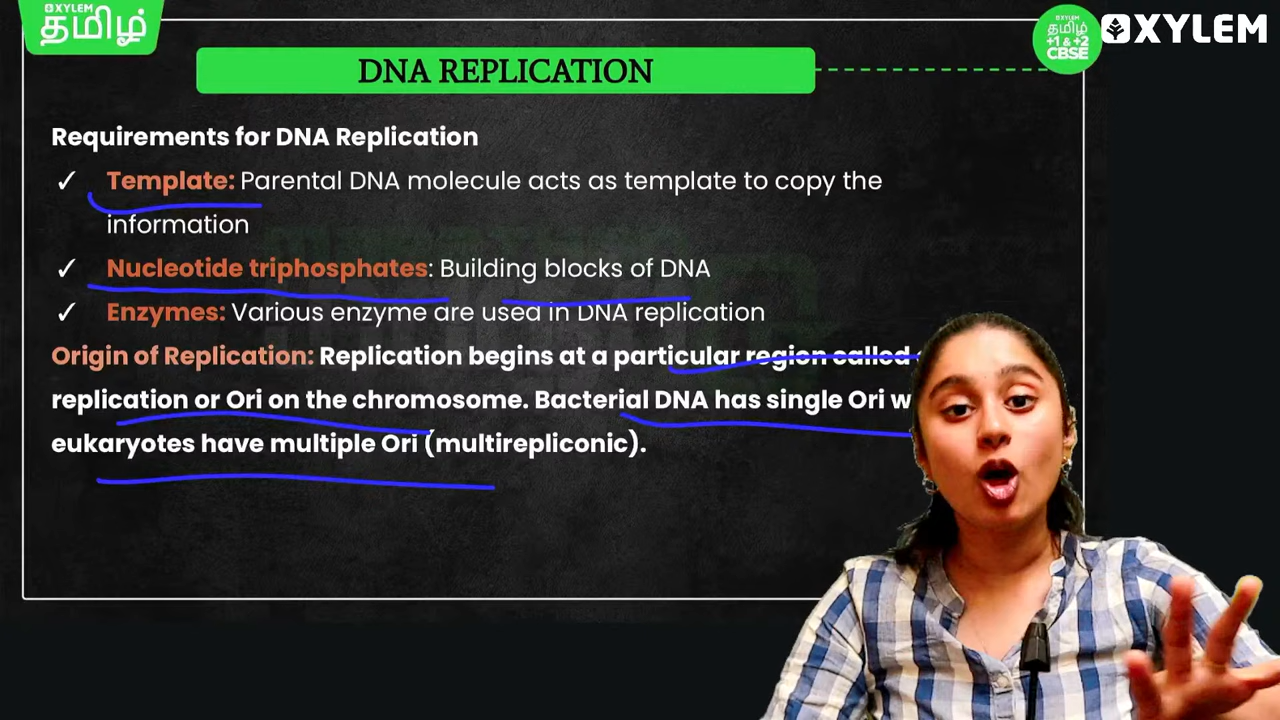 XYLEM
தமிழ்
XYLEM
தமிழ்
+1 & +2
CBSE
XYLEM
DNA REPLICATION
Requirements for DNA Replication
✓ Template: Parental DNA molecule acts as template to copy the
information
✓ Nucleotide triphosphates: Building blocks of DNA
✓ Enzymes: Various enzyme are used in DNA replication
Origin of Replication: Replication begins at a particular region called
replication or Ori on the chromosome. Bacterial DNA has single Ori
eukaryotes have multiple Ori (multirepliconic).